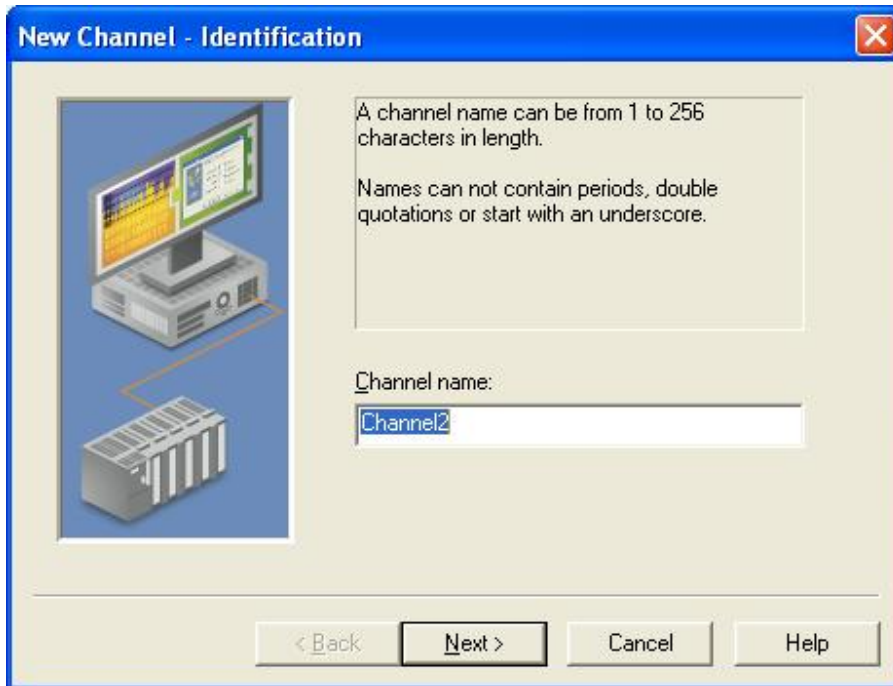 New Channel - Identification
A channel name can be from 1 to 256
characters in length.
Names can not contain periods, double
quotations or start with an underscore.
Channel name:
Channel2
< Back
Next >
Cancel
Help